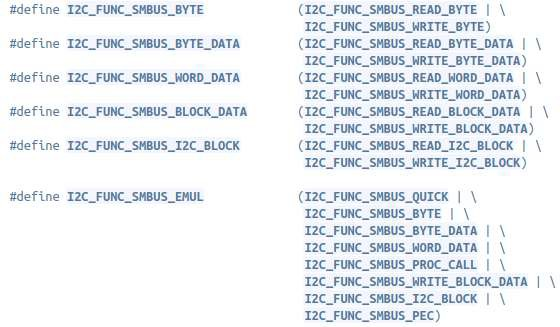 #define I2C_FUNC_SMBUS_BYTE (I2C_FUNC_SMBUS_READ_BYTE | \
I2C_FUNC_SMBUS_WRITE_BYTE)
#define I2C_FUNC_SMBUS_BYTE_DATA (I2C_FUNC_SMBUS_READ_BYTE_DATA | \
I2C_FUNC_SMBUS_WRITE_BYTE_DATA)
#define I2C_FUNC_SMBUS_WORD_DATA (I2C_FUNC_SMBUS_READ_WORD_DATA | \
I2C_FUNC_SMBUS_WRITE_WORD_DATA)
#define I2C_FUNC_SMBUS_BLOCK_DATA (I2C_FUNC_SMBUS_READ_BLOCK_DATA | \
I2C_FUNC_SMBUS_WRITE_BLOCK_DATA)
#define I2C_FUNC_SMBUS_I2C_BLOCK (I2C_FUNC_SMBUS_READ_I2C_BLOCK | \
I2C_FUNC_SMBUS_WRITE_I2C_BLOCK)
#define I2C_FUNC_SMBUS_EMUL (I2C_FUNC_SMBUS_QUICK | \
I2C_FUNC_SMBUS_BYTE | \
I2C_FUNC_SMBUS_BYTE_DATA | \
I2C_FUNC_SMBUS_WORD_DATA | \
I2C_FUNC_SMBUS_PROC_CALL | \
I2C_FUNC_SMBUS_WRITE_BLOCK_DATA | \
I2C_FUNC_SMBUS_I2C_BLOCK | \
I2C_FUNC_SMBUS_PEC)